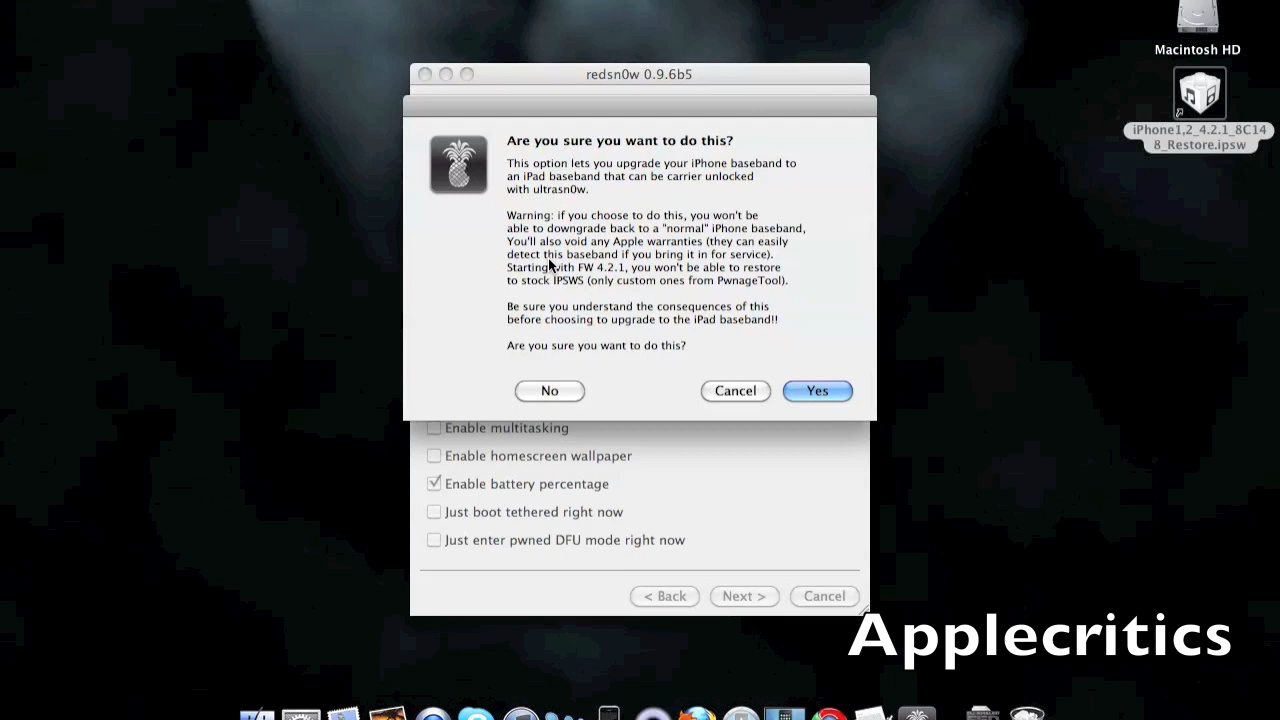 Macintosh HD
iPhone1,2_4.2.1_8C14
8_Restore.ipsw
redsn0w 0.9.6b5
Are you sure you want to do this?
This option lets you upgrade your iPhone baseband to
an iPad baseband that can be carrier unlocked
with ultrasn0w.
Warning: if you choose to do this, you won't be
able to downgrade back to a "normal" iPhone baseband,
You'll also void any Apple warranties (they can easily
detect this baseband if you bring it in for service).
Starting with FW 4.2.1, you won't be able to restore
to stock IPSWS (only custom ones from PwnageTool).
Be sure you understand the consequences of this
before choosing to upgrade to the iPad baseband!!
Are you sure you want to do this?
No Cancel Yes
Enable multitasking
Enable homescreen wallpaper
Enable battery percentage
Just boot tethered right now
Just enter pwned DFU mode right now
< Back Next > Cancel
Applecritics